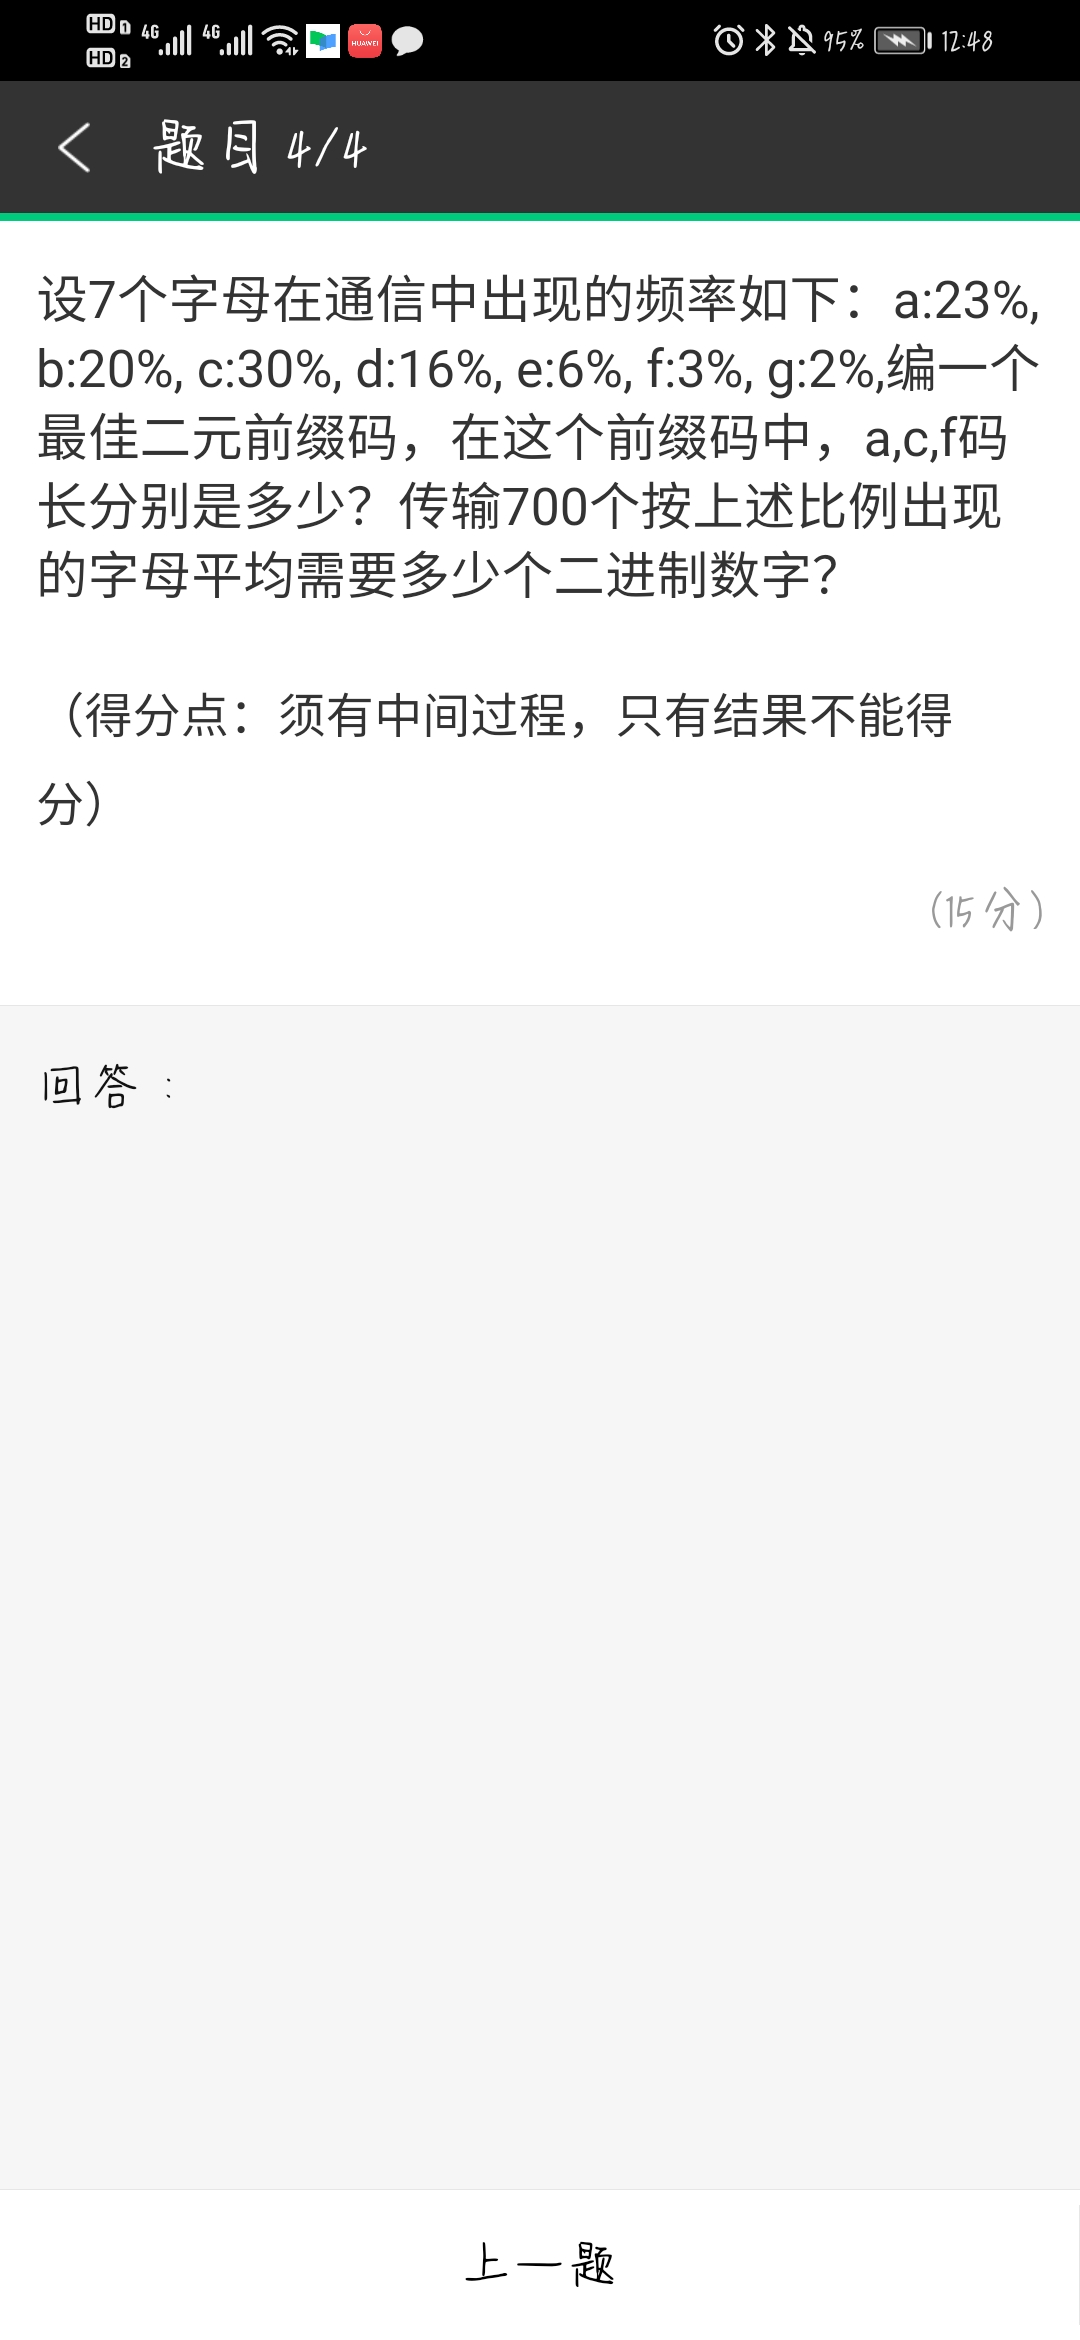 HD 1 4G 4G HUAWEI 95% 12:48
HD 2
题目 4/4
设7个字母在通信中出现的频率如下：a:23%,
b:20%, c:30%, d:16%, e:6%, f:3%, g:2%,编一个
最佳二元前缀码，在这个前缀码中，a,c,f码
长分别是多少？传输700个按上述比例出现
的字母平均需要多少个二进制数字？
（得分点：须有中间过程，只有结果不能得
分）
(15分)
回答：
上一题